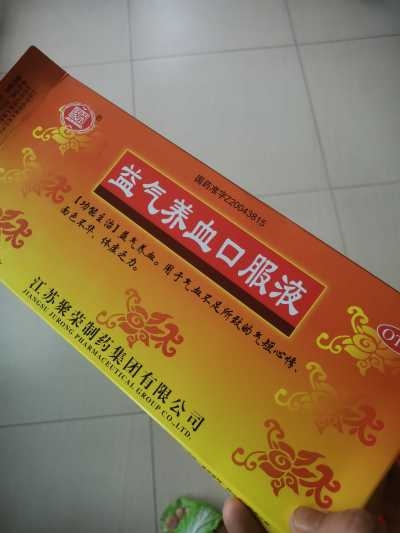 ®
国药准字Z20043815
益气养血口服液
【功能主治】益气养血。用于气血不足所致的气短心悸、
面色不华、体虚乏力。
江苏聚荣制药集团有限公司
JIANGSU JURONG PHARMACEUTICAL GROUP CO.,LTD.